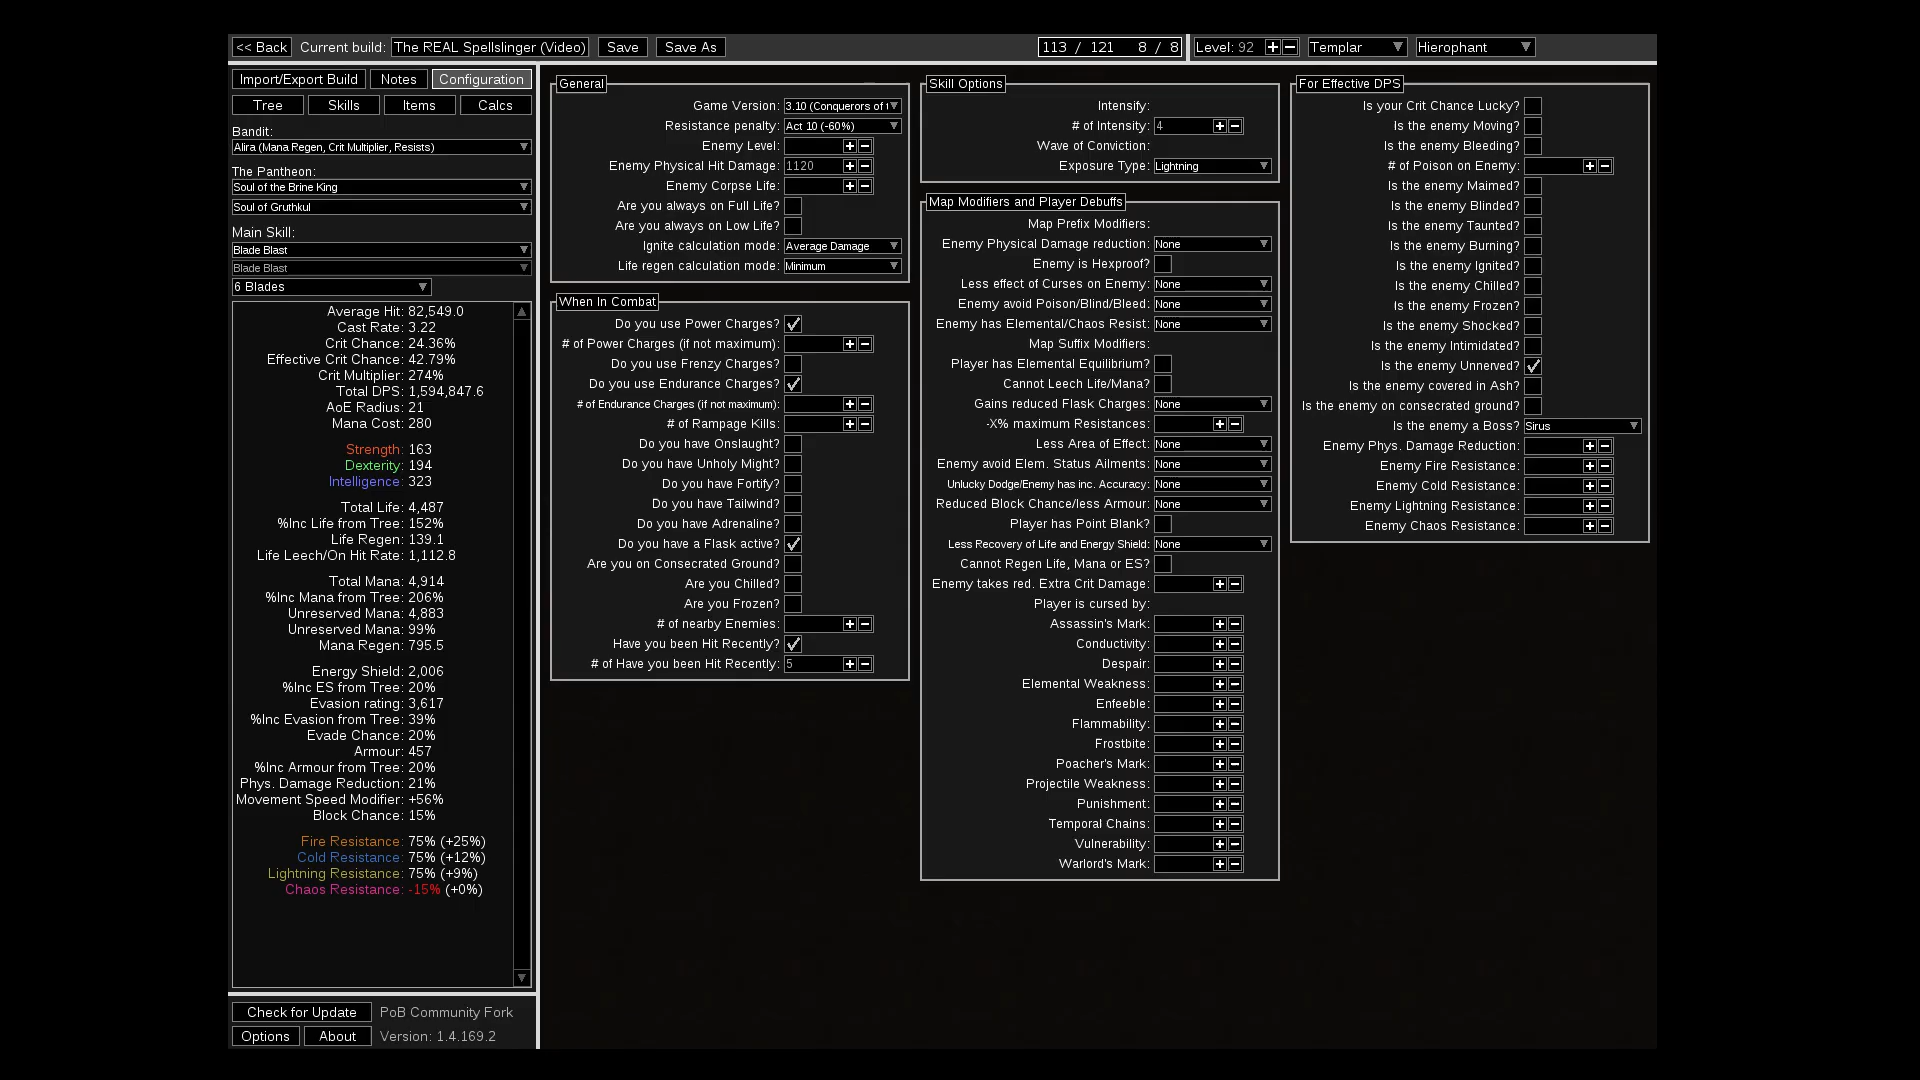 << Back Current build: The REAL Spellslinger (Video) Save Save As 113 / 121 8 / 8 Level: 92 Templar Hierophant
Import/Export Build Notes Configuration
Tree Skills Items Calcs
Bandit:
Alira (Mana Regen, Crit Multiplier, Resists)
The Pantheon:
Soul of the Brine King
Soul of Gruthkul
Main Skill:
Blade Blast
Blade Blast
6 Blades
Average Hit: 82,549.0
Cast Rate: 3.22
Crit Chance: 24.36%
Effective Crit Chance: 42.79%
Crit Multiplier: 274%
Total DPS: 1,594,847.6
AoE Radius: 21
Mana Cost: 280
Strength: 163
Dexterity: 194
Intelligence: 323
Total Life: 4,487
%Inc Life from Tree: 152%
Life Regen: 139.1
Life Leech/On Hit Rate: 1,112.8
Total Mana: 4,914
%Inc Mana from Tree: 206%
Unreserved Mana: 4,883
Unreserved Mana: 99%
Mana Regen: 795.5
Energy Shield: 2,006
%Inc ES from Tree: 20%
Evasion rating: 3,617
%Inc Evasion from Tree: 39%
Evade Chance: 20%
Armour: 457
%Inc Armour from Tree: 20%
Phys. Damage Reduction: 21%
Movement Speed Modifier: +56%
Block Chance: 15%
Fire Resistance: 75% (+25%)
Cold Resistance: 75% (+12%)
Lightning Resistance: 75% (+9%)
Chaos Resistance: -15% (+0%)
Check for Update PoB Community Fork
Options About Version: 1.4.169.2
General
Game Version: 3.10 (Conquerors of t
Resistance penalty: Act 10 (-60%)
Enemy Level:
Enemy Physical Hit Damage: 1120
Enemy Corpse Life:
Are you always on Full Life?
Are you always on Low Life?
Ignite calculation mode: Average Damage
Life regen calculation mode: Minimum
When In Combat
Do you use Power Charges?
# of Power Charges (if not maximum):
Do you use Frenzy Charges?
Do you use Endurance Charges?
# of Endurance Charges (if not maximum):
# of Rampage Kills:
Do you have Onslaught?
Do you have Unholy Might?
Do you have Fortify?
Do you have Tailwind?
Do you have Adrenaline?
Do you have a Flask active?
Are you on Consecrated Ground?
Are you Chilled?
Are you Frozen?
# of nearby Enemies:
Have you been Hit Recently?
# of Have you been Hit Recently: 5
Skill Options
Intensify:
# of Intensity: 4
Wave of Conviction:
Exposure Type: Lightning
Map Modifiers and Player Debuffs
Map Prefix Modifiers:
Enemy Physical Damage reduction: None
Enemy is Hexproof?
Less effect of Curses on Enemy: None
Enemy avoid Poison/Blind/Bleed: None
Enemy has Elemental/Chaos Resist: None
Map Suffix Modifiers:
Player has Elemental Equilibrium?
Cannot Leech Life/Mana?
Gains reduced Flask Charges: None
-X% maximum Resistances:
Less Area of Effect: None
Enemy avoid Elem. Status Ailments: None
Unlucky Dodge/Enemy has inc. Accuracy: None
Reduced Block Chance/less Armour: None
Player has Point Blank?
Less Recovery of Life and Energy Shield: None
Cannot Regen Life, Mana or ES?
Enemy takes red. Extra Crit Damage:
Player is cursed by:
Assassin's Mark:
Conductivity:
Despair:
Elemental Weakness:
Enfeeble:
Flammability:
Frostbite:
Poacher's Mark:
Projectile Weakness:
Punishment:
Temporal Chains:
Vulnerability:
Warlord's Mark:
For Effective DPS
Is your Crit Chance Lucky?
Is the enemy Moving?
Is the enemy Bleeding?
# of Poison on Enemy:
Is the enemy Maimed?
Is the enemy Blinded?
Is the enemy Taunted?
Is the enemy Burning?
Is the enemy Ignited?
Is the enemy Chilled?
Is the enemy Frozen?
Is the enemy Shocked?
Is the enemy Intimidated?
Is the enemy Unnerved?
Is the enemy covered in Ash?
Is the enemy on consecrated ground?
Is the enemy a Boss? Sirus
Enemy Phys. Damage Reduction:
Enemy Fire Resistance:
Enemy Cold Resistance:
Enemy Lightning Resistance:
Enemy Chaos Resistance: